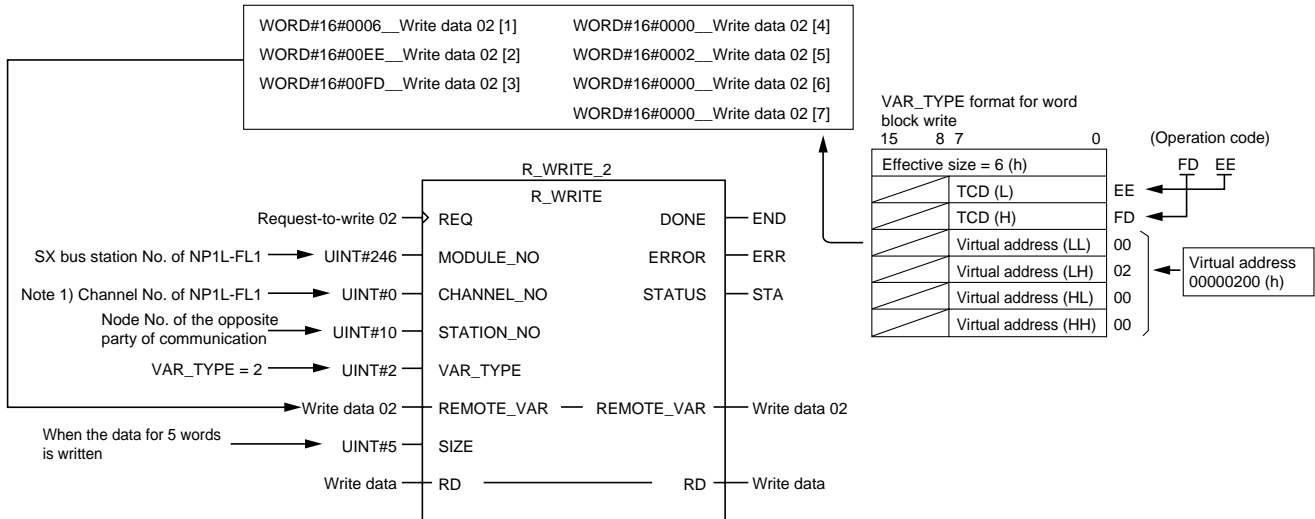 WORD#16#0006__Write data 02 [1] WORD#16#0000__Write data 02 [4]
WORD#16#00EE__Write data 02 [2] WORD#16#0002__Write data 02 [5]
WORD#16#00FD__Write data 02 [3] WORD#16#0000__Write data 02 [6]
WORD#16#0000__Write data 02 [7]
VAR_TYPE format for word
block write
15 8 7 0
(Operation code)
FD EE
Effective size = 6 (h)
TCD (L) EE
TCD (H) FD
Virtual address (LL) 00
Virtual address (LH) 02
Virtual address (HL) 00
Virtual address (HH) 00
Virtual address
00000200 (h)
R_WRITE_2
R_WRITE
Request-to-write 02 REQ DONE END
SX bus station No. of NP1L-FL1 UINT#246 MODULE_NO ERROR ERR
Note 1) Channel No. of NP1L-FL1 UINT#0 CHANNEL_NO STATUS STA
Node No. of the opposite
party of communication UINT#10 STATION_NO
VAR_TYPE = 2 UINT#2 VAR_TYPE
Write data 02 REMOTE_VAR REMOTE_VAR Write data 02
When the data for 5 words
is written UINT#5 SIZE
Write data RD RD Write data